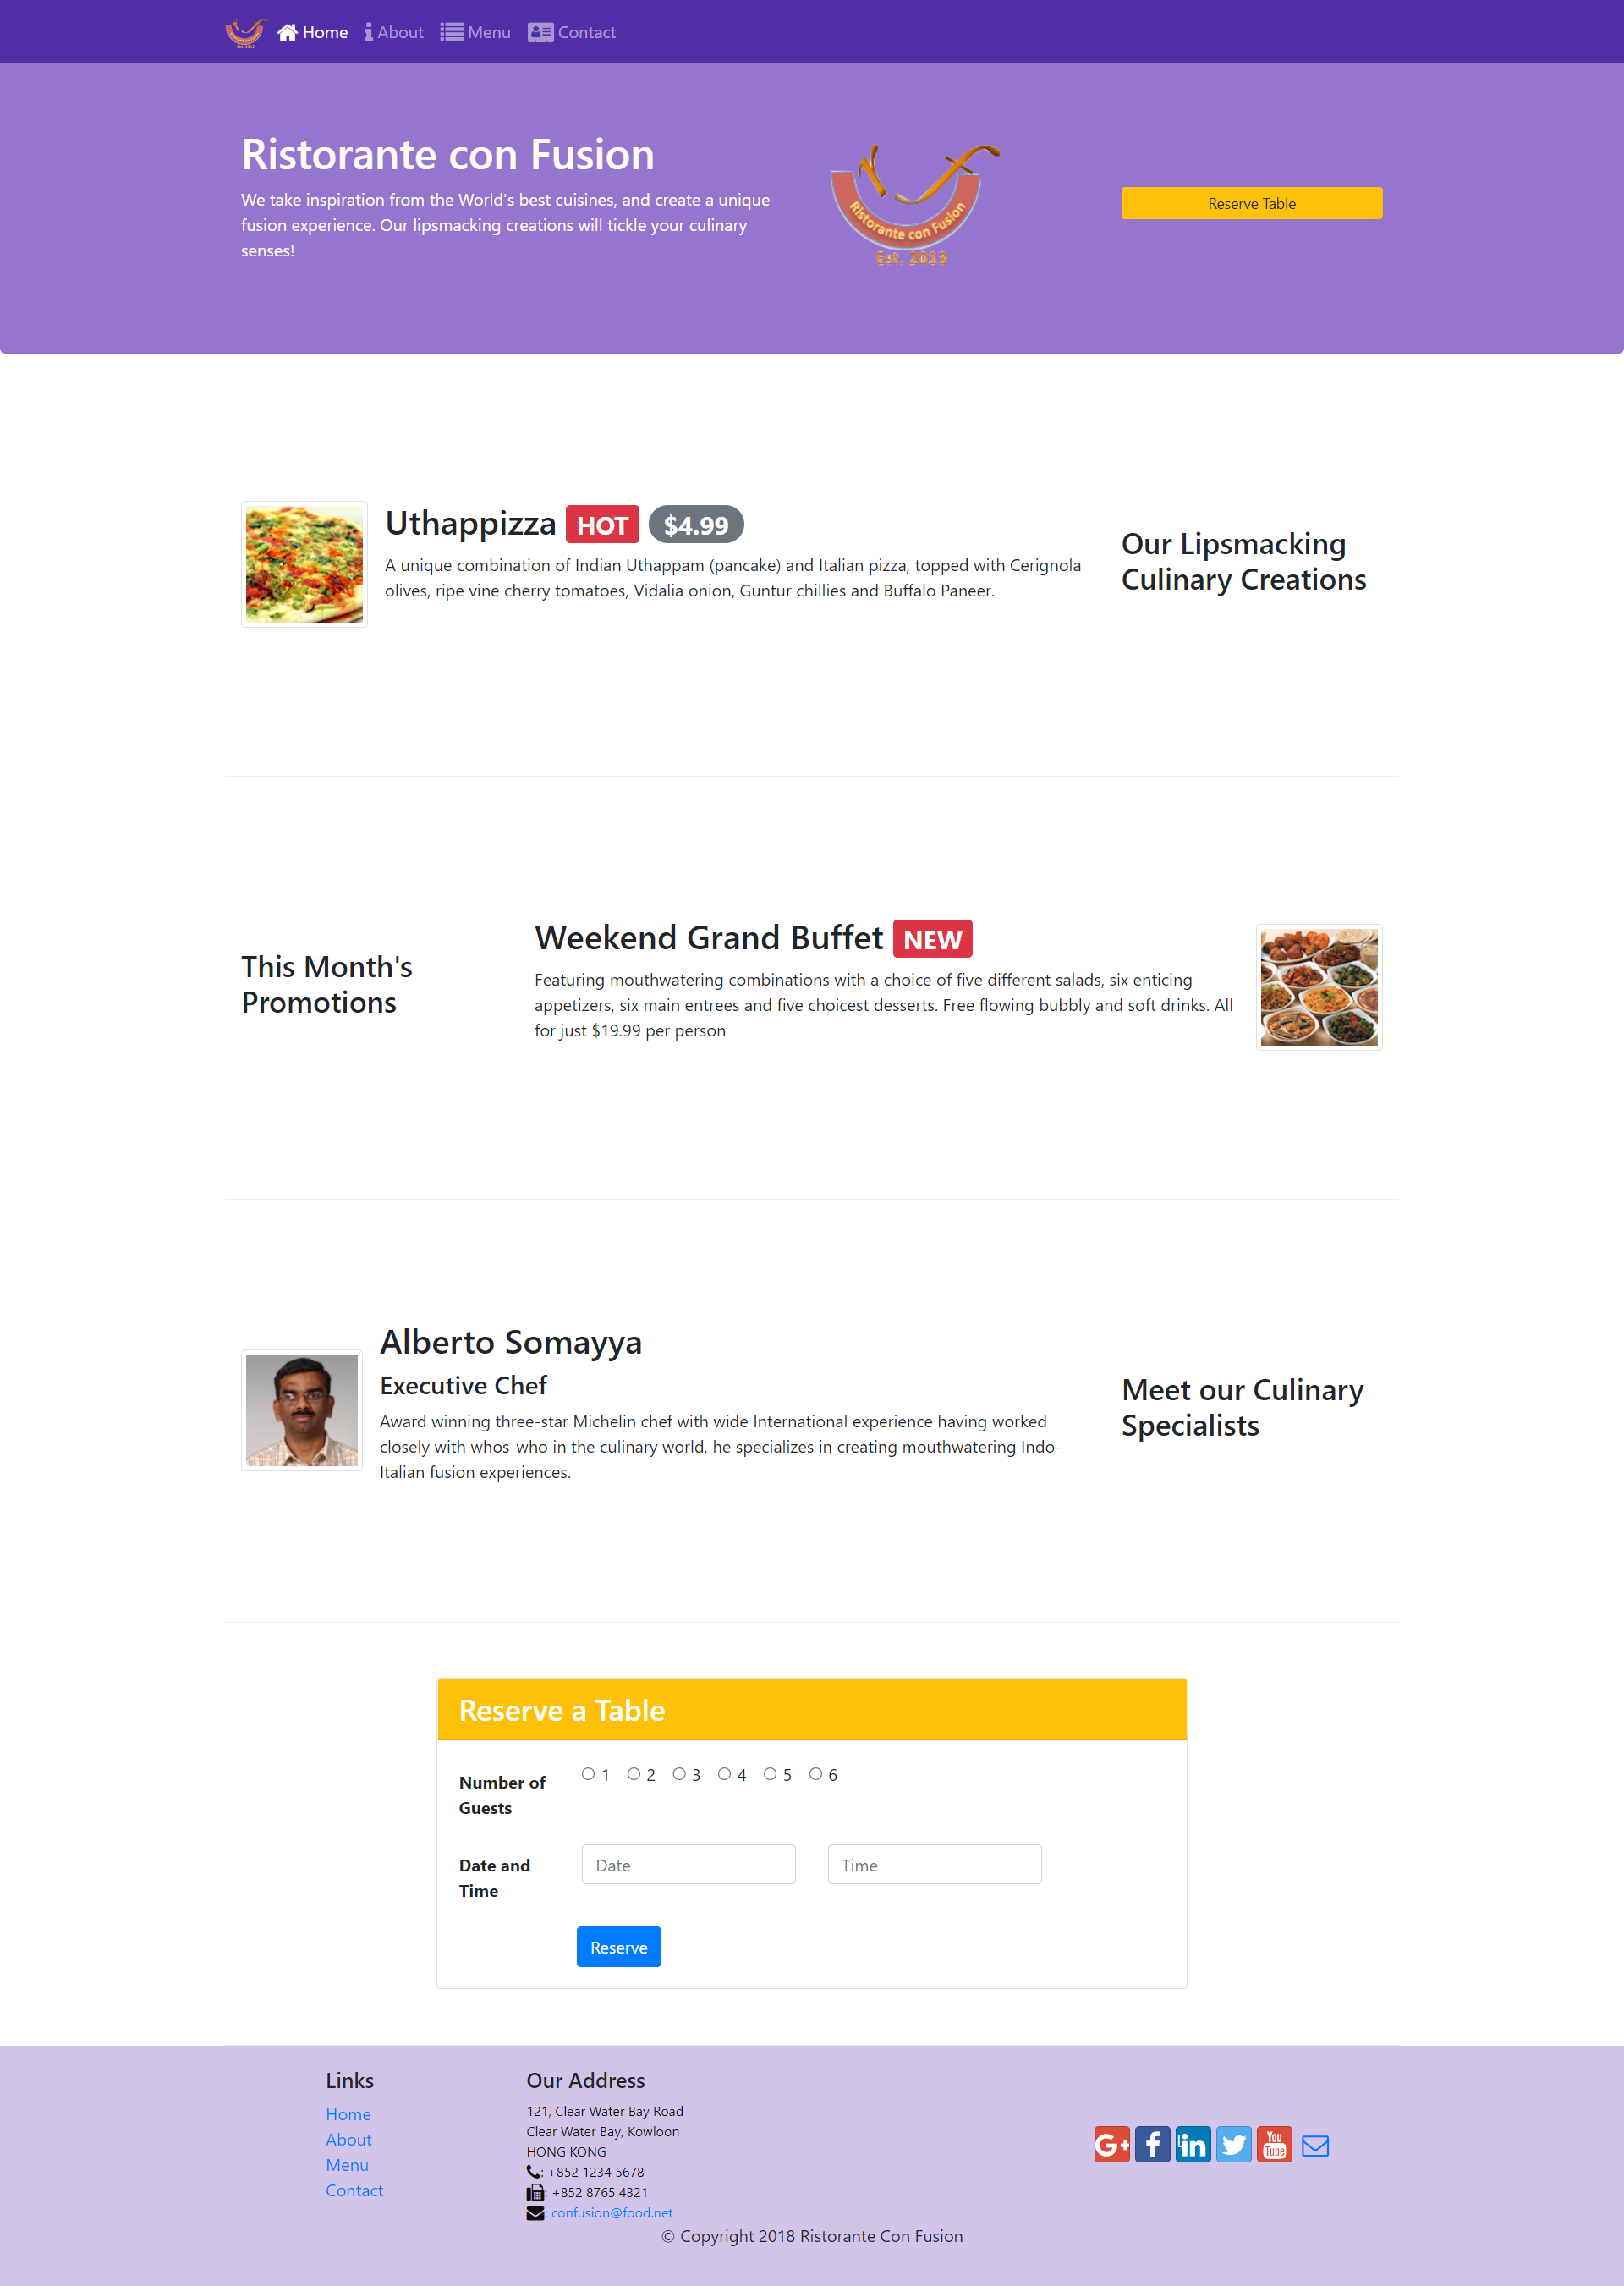 Home About Menu Contact
Ristorante con Fusion
We take inspiration from the World's best cuisines, and create a unique
fusion experience. Our lipsmacking creations will tickle your culinary
senses!
Ristorante con Fusion
Est. 2013
Reserve Table
Uthappizza HOT $4.99
A unique combination of Indian Uthappam (pancake) and Italian pizza, topped with Cerignola
olives, ripe vine cherry tomatoes, Vidalia onion, Guntur chillies and Buffalo Paneer.
Our Lipsmacking
Culinary Creations
This Month's
Promotions
Weekend Grand Buffet NEW
Featuring mouthwatering combinations with a choice of five different salads, six enticing
appetizers, six main entrees and five choicest desserts. Free flowing bubbly and soft drinks. All
for just $19.99 per person
Alberto Somayya
Executive Chef
Award winning three-star Michelin chef with wide International experience having worked
closely with whos-who in the culinary world, he specializes in creating mouthwatering Indo-
Italian fusion experiences.
Meet our Culinary
Specialists
Reserve a Table
Number of
Guests
1 2 3 4 5 6
Date and
Time
Date
Time
Reserve
Links
Home
About
Menu
Contact
Our Address
121, Clear Water Bay Road
Clear Water Bay, Kowloon
HONG KONG
: +852 1234 5678
: +852 8765 4321
: confusion@food.net
G+ f in You Tube
© Copyright 2018 Ristorante Con Fusion